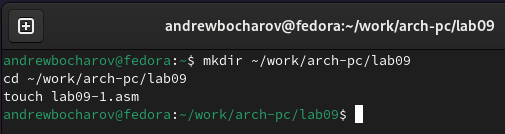 andrewbocharov@fedora:~/work/arch-pc/lab09
andrewbocharov@fedora:~$ mkdir ~/work/arch-pc/lab09
cd ~/work/arch-pc/lab09
touch lab09-1.asm
andrewbocharov@fedora:~/work/arch-pc/lab09$